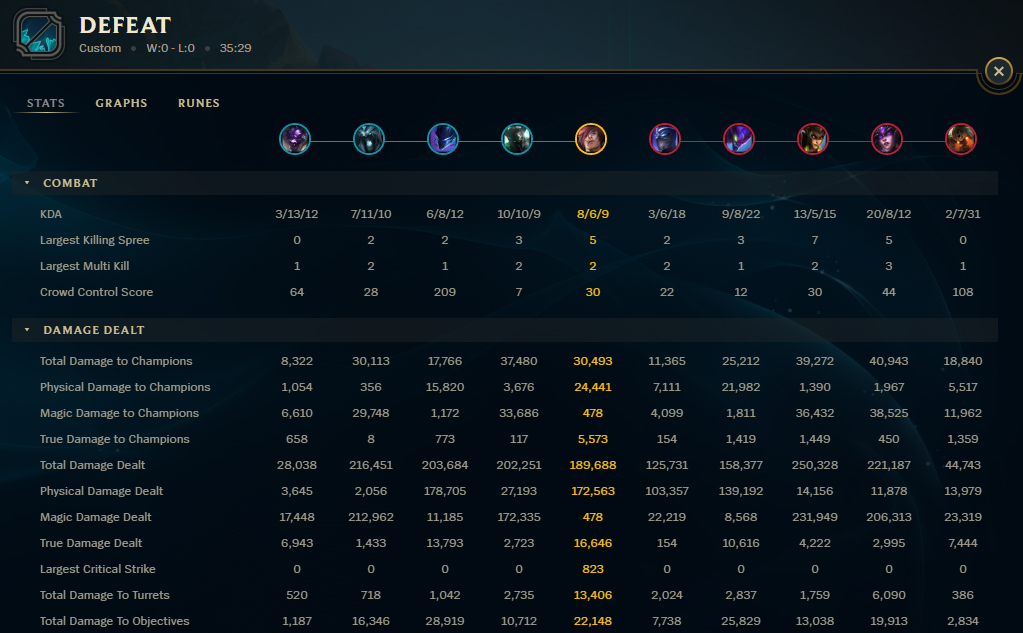 DEFEAT
Custom • W:0 - L:0 • 35:29
STATS GRAPHS RUNES
COMBAT
KDA 3/13/12 7/11/10 6/8/12 10/10/9 8/6/9 3/6/18 9/8/22 13/5/15 20/8/12 2/7/31
Largest Killing Spree 0 2 2 3 5 2 3 7 5 0
Largest Multi Kill 1 2 1 2 2 2 1 2 3 1
Crowd Control Score 64 28 209 7 30 22 12 30 44 108
DAMAGE DEALT
Total Damage to Champions 8,322 30,113 17,766 37,480 30,493 11,365 25,212 39,272 40,943 18,840
Physical Damage to Champions 1,054 356 15,820 3,676 24,441 7,111 21,982 1,390 1,967 5,517
Magic Damage to Champions 6,610 29,748 1,172 33,686 478 4,099 1,811 36,432 38,525 11,962
True Damage to Champions 658 8 773 117 5,573 154 1,419 1,449 450 1,359
Total Damage Dealt 28,038 216,451 203,684 202,251 189,688 125,731 158,377 250,328 221,187 44,743
Physical Damage Dealt 3,645 2,056 178,705 27,193 172,563 103,357 139,192 14,156 11,878 13,979
Magic Damage Dealt 17,448 212,962 11,185 172,335 478 22,219 8,568 231,949 206,313 23,319
True Damage Dealt 6,943 1,433 13,793 2,723 16,646 154 10,616 4,222 2,995 7,444
Largest Critical Strike 0 0 0 0 823 0 0 0 0 0
Total Damage To Turrets 520 718 1,042 2,735 13,406 2,024 2,837 1,759 6,090 386
Total Damage To Objectives 1,187 16,346 28,919 10,712 22,148 7,738 25,829 13,038 19,913 2,834